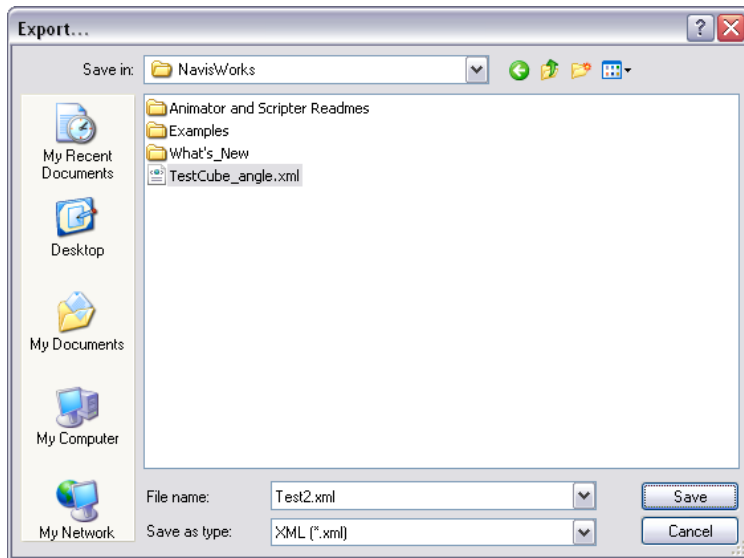 Export...
Save in:
NavisWorks
My Recent
Documents
Desktop
My Documents
My Computer
My Network
Animator and Scripter Readmes
Examples
What's_New
TestCube_angle.xml
File name:
Test2.xml
Save
Save as type:
XML (*.xml)
Cancel